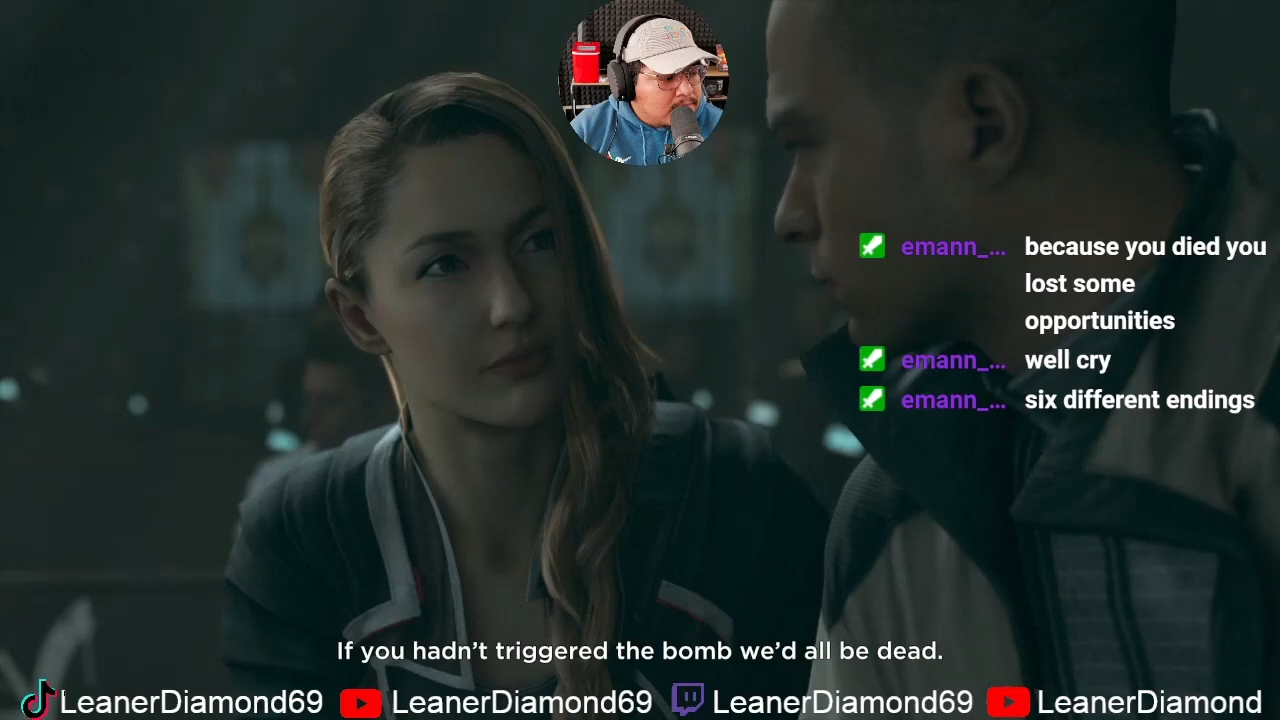 emann_... because you died you
lost some
opportunities
emann_... well cry
emann_... six different endings
If you hadn't triggered the bomb we'd all be dead.
LeanerDiamond69 LeanerDiamond69 LeanerDiamond69 LeanerDiamond